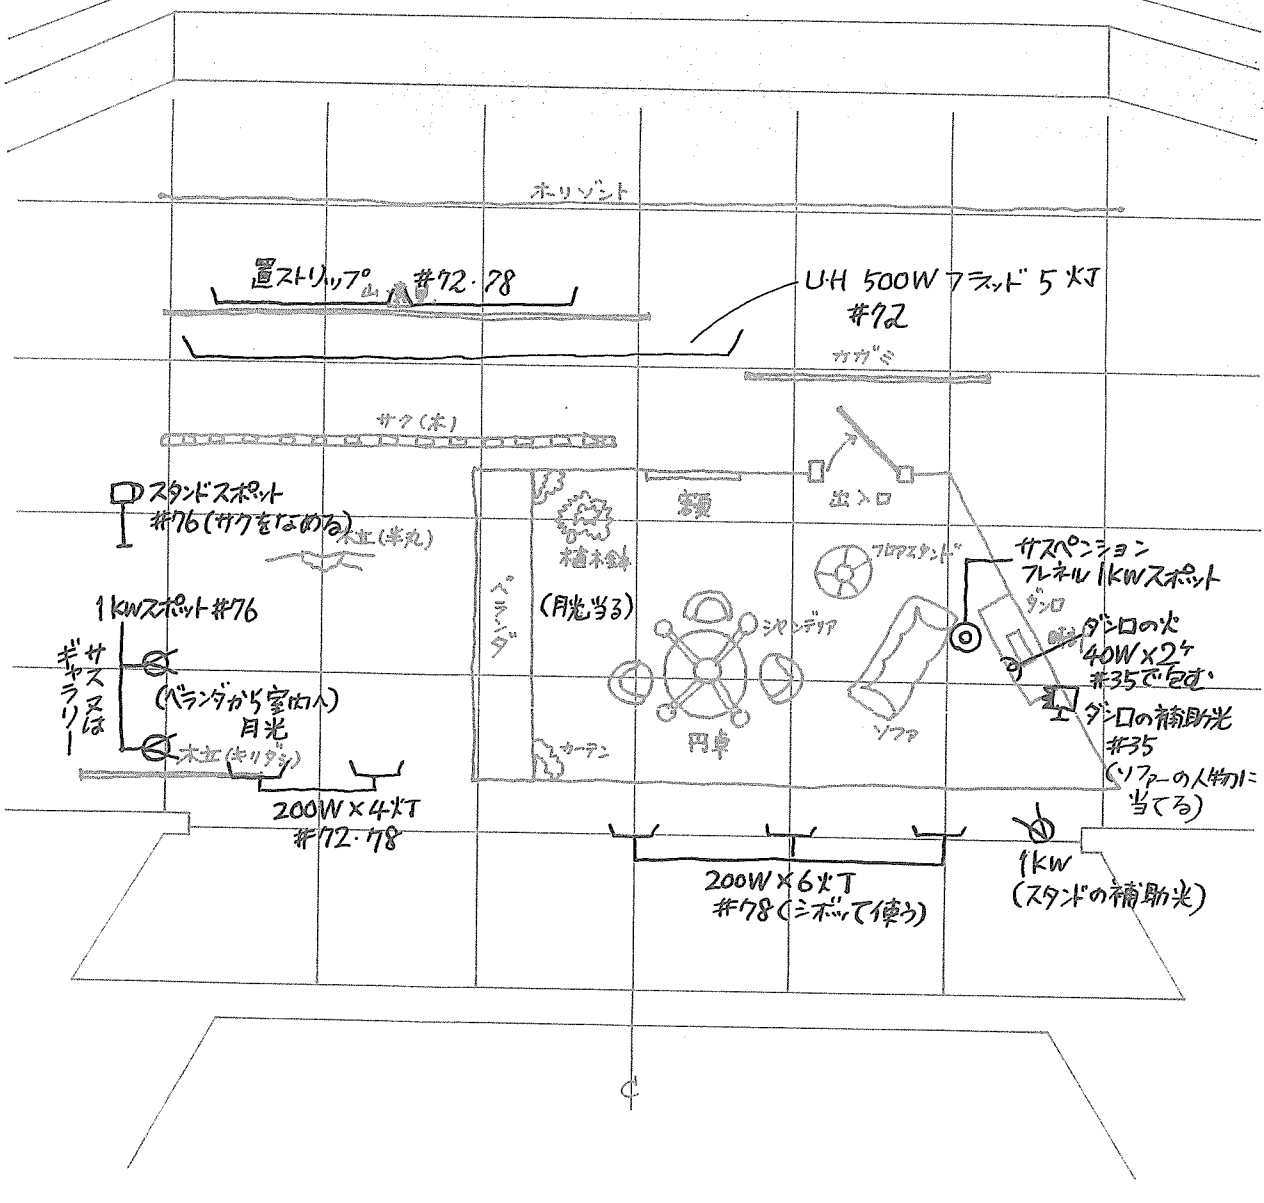 ホリゾント
置ストリップ #72・78
山
U.H 500W フラッド 5 灯
#72
カガミ
サク(木)
スタンドスポット
#76(サクをなめる)
木立(半丸)
植木鉢
(月光当る)
ベランダ
額
出入口
フロアスタンド
サスペンション
フレネル 1KWスポット
ダンロ
シャンデリア
ダンロの火
40W×2ケ
#35で包む
1KWスポット#76
サス又は
ギャラリー
(ベランダから室内へ)
月光
木立(キリダシ)
カーテン
円卓
ソファ
ダンロの補助光
#35
(ソファーの人物に
当てる)
200W×4灯
#72・78
200W×6灯
#78(シボッて使う)
1KW
(スタンドの補助光)